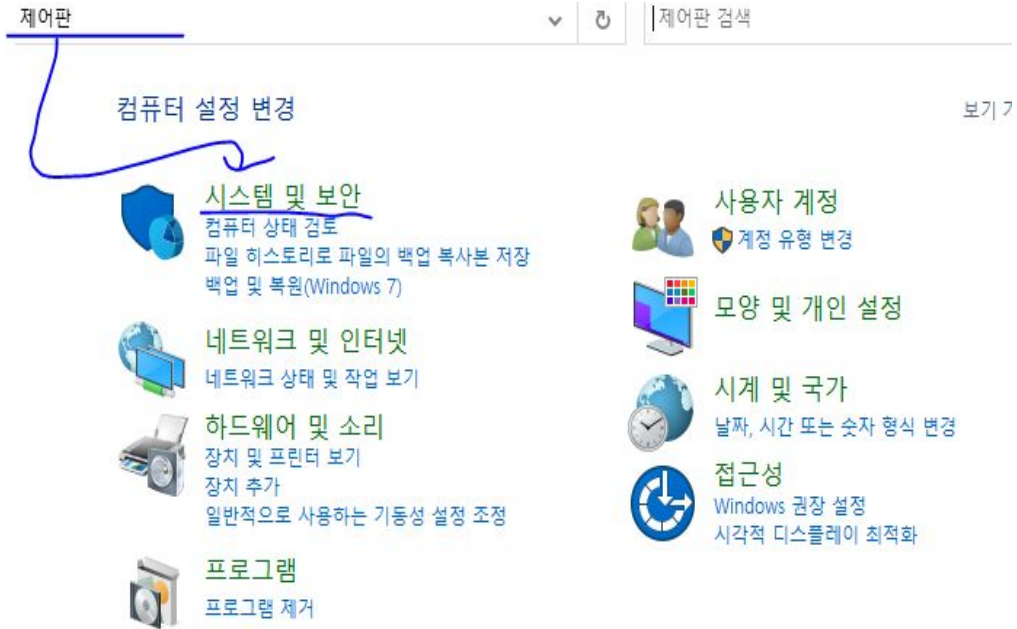 제어판
제어판 검색
컴퓨터 설정 변경
보기 기
시스템 및 보안
컴퓨터 상태 검토
파일 히스토리로 파일의 백업 복사본 저장
백업 및 복원(Windows 7)
네트워크 및 인터넷
네트워크 상태 및 작업 보기
하드웨어 및 소리
장치 및 프린터 보기
장치 추가
일반적으로 사용하는 기동성 설정 조정
프로그램
프로그램 제거
사용자 계정
계정 유형 변경
모양 및 개인 설정
시계 및 국가
날짜, 시간 또는 숫자 형식 변경
접근성
Windows 권장 설정
시각적 디스플레이 최적화